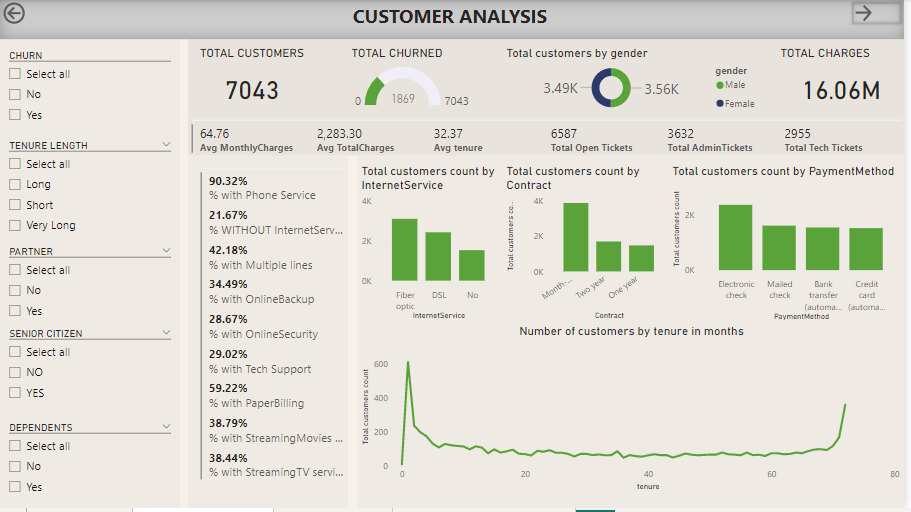 CUSTOMER ANALYSIS
CHURN
Select all
No
Yes
TENURE LENGTH
Select all
Long
Short
Very Long
PARTNER
Select all
No
Yes
SENIOR CITIZEN
Select all
NO
YES
DEPENDENTS
Select all
No
Yes
TOTAL CUSTOMERS
7043
TOTAL CHURNED
0
1869
7043
Total customers by gender
3.49K
3.56K
gender
Male
Female
TOTAL CHARGES
16.06M
64.76
Avg MonthlyCharges
2,283.30
Avg TotalCharges
32.37
Avg tenure
6587
Total Open Tickets
3632
Total AdminTickets
2955
Total Tech Tickets
90.32%
% with Phone Service
21.67%
% WITHOUT InternetServ...
42.18%
% with Multiple lines
34.49%
% with OnlineBackup
28.67%
% with OnlineSecurity
29.02%
% with Tech Support
59.22%
% with PaperBilling
38.79%
% with StreamingMovies ...
38.44%
% with StreamingTV servi...
Total customers count by
InternetService
4K
2K
0K
Fiber
optic
DSL
No
InternetService
Total customers count by
Contract
Total customers co...
4K
2K
0K
Month-...
Two year
One year
Contract
Total customers count by PaymentMethod
Total customers count
2K
0K
Electronic
check
Mailed
check
Bank
transfer
(automa...
Credit
card
(automa...
PaymentMethod
Number of customers by tenure in months
Total customers count
600
400
200
0
0
20
40
60
80
tenure